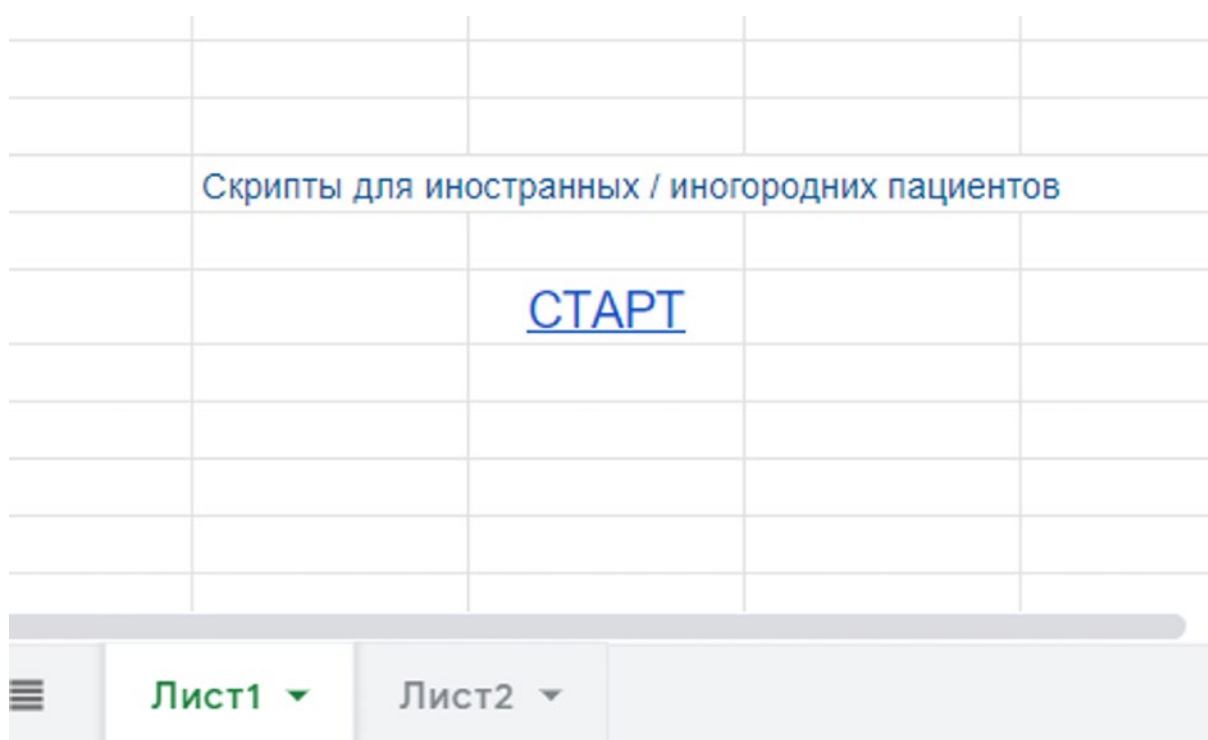 Скрипты для иностранных / иногородних пациентов
СТАРТ
Лист1 Лист2